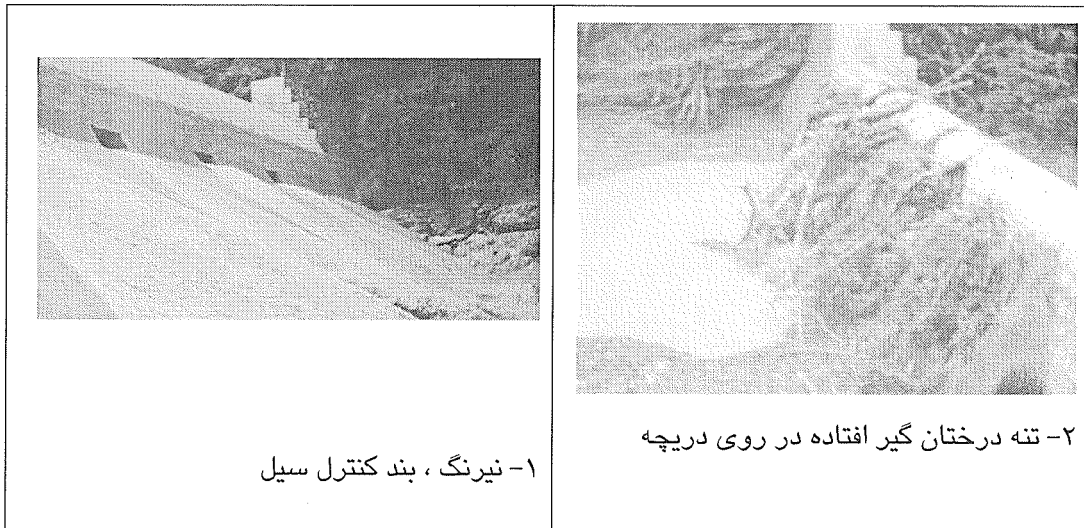 ۲- تنه درختان گیر افتاده در روی دریچه
۱- نیرنگ ، بند کنترل سیل